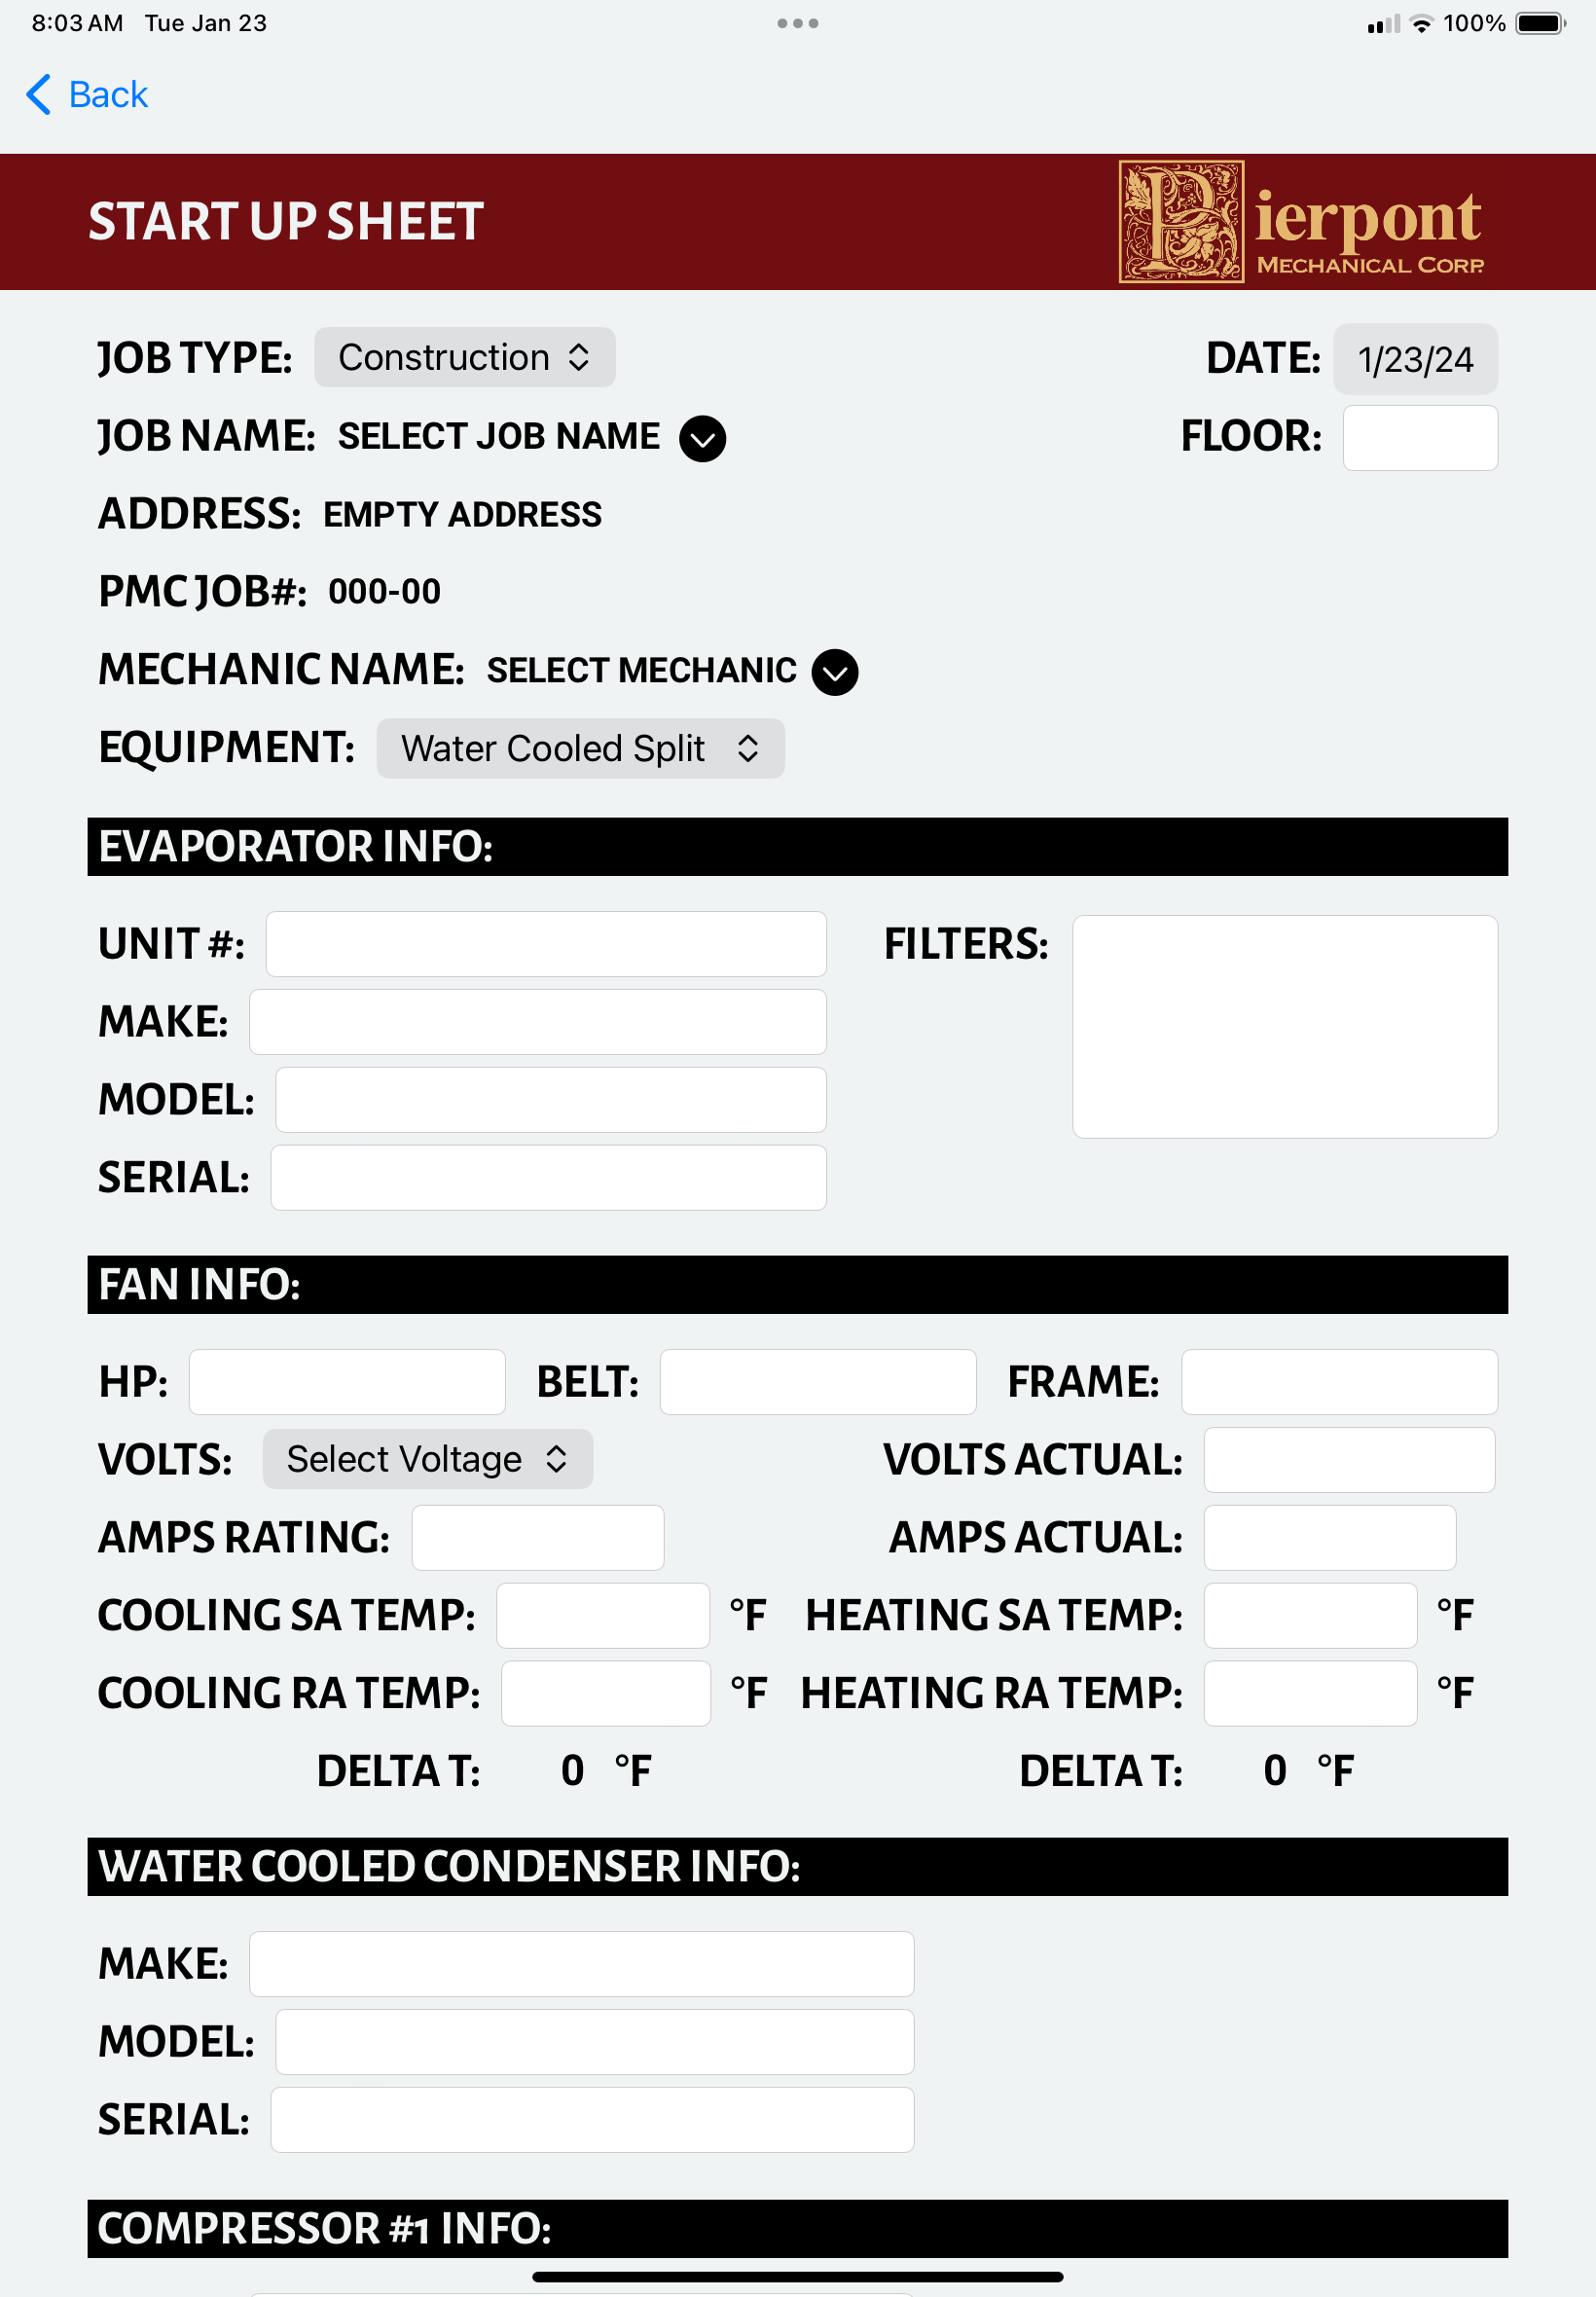 8:03 AM Tue Jan 23 100%
Back
START UP SHEET
Pierpont
MECHANICAL CORP.
JOB TYPE: Construction DATE: 1/23/24
JOB NAME: SELECT JOB NAME FLOOR:
ADDRESS: EMPTY ADDRESS
PMC JOB#: 000-00
MECHANIC NAME: SELECT MECHANIC
EQUIPMENT: Water Cooled Split
EVAPORATOR INFO:
UNIT #: FILTERS:
MAKE:
MODEL:
SERIAL:
FAN INFO:
HP: BELT: FRAME:
VOLTS: Select Voltage VOLTS ACTUAL:
AMPS RATING: AMPS ACTUAL:
COOLING SA TEMP: °F HEATING SA TEMP: °F
COOLING RA TEMP: °F HEATING RA TEMP: °F
DELTA T: 0 °F DELTA T: 0 °F
WATER COOLED CONDENSER INFO:
MAKE:
MODEL:
SERIAL:
COMPRESSOR #1 INFO: